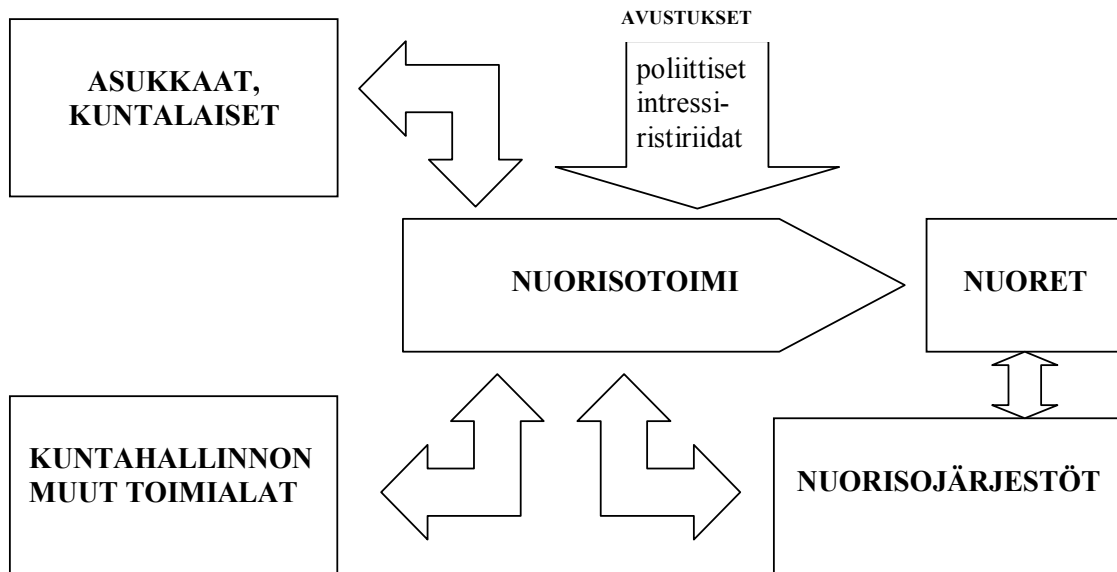 AVUSTUKSET
ASUKKAAT,
KUNTALAISET
poliittiset
intressi-
ristiriidat
NUORISOTOIMI
NUORET
KUNTAHALLINNON
MUUT TOIMIALAT
NUORISOJÄRJESTÖT